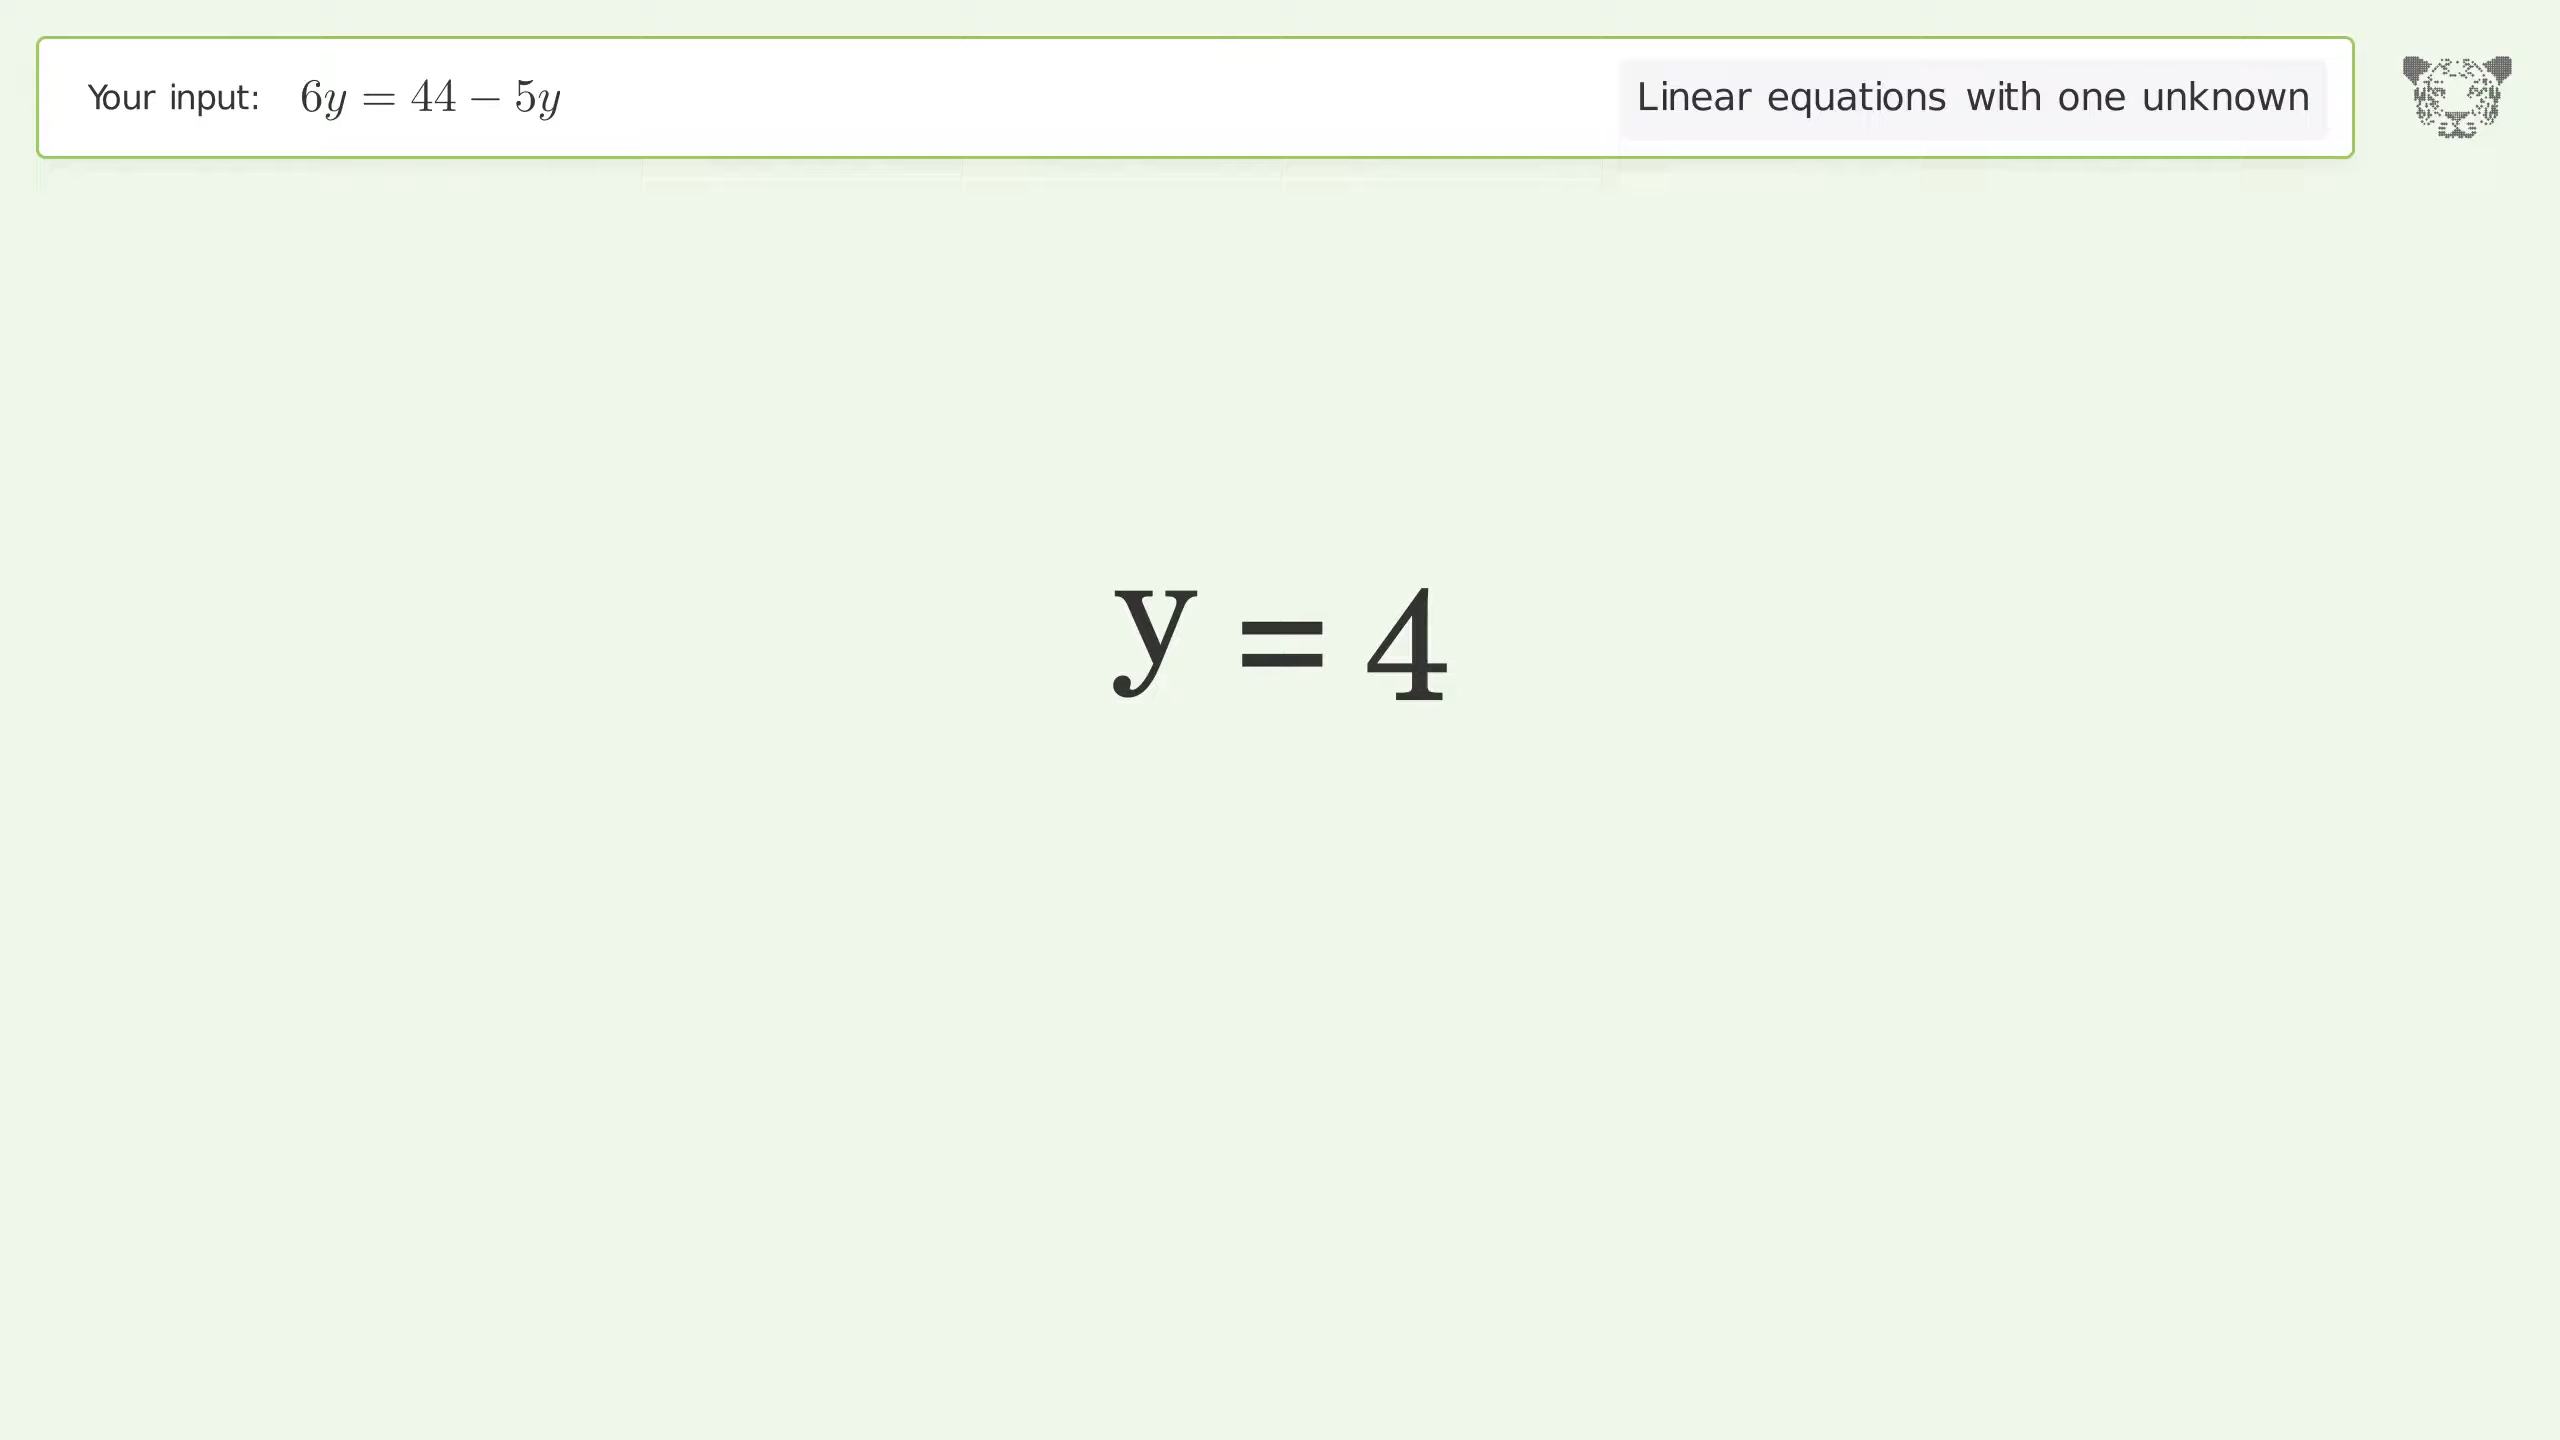 Your input: 6y = 44 − 5y
Linear equations with one unknown
y = 4